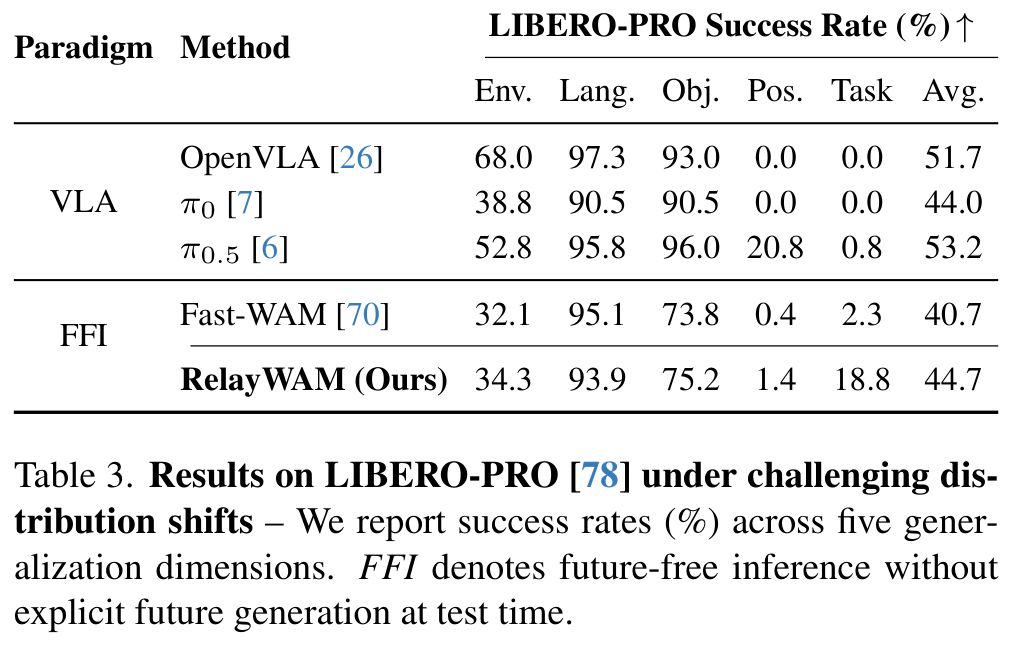 LIBERO-PRO Success Rate (%) ↑
Paradigm Method
Env. Lang. Obj. Pos. Task Avg.
OpenVLA [26] 68.0 97.3 93.0 0.0 0.0 51.7
VLA π0 [7] 38.8 90.5 90.5 0.0 0.0 44.0
π0.5 [6] 52.8 95.8 96.0 20.8 0.8 53.2
Fast-WAM [70] 32.1 95.1 73.8 0.4 2.3 40.7
FFI
RelayWAM (Ours) 34.3 93.9 75.2 1.4 18.8 44.7
Table 3. Results on LIBERO-PRO [78] under challenging dis-
tribution shifts – We report success rates (%) across five gener-
alization dimensions. FFI denotes future-free inference without
explicit future generation at test time.